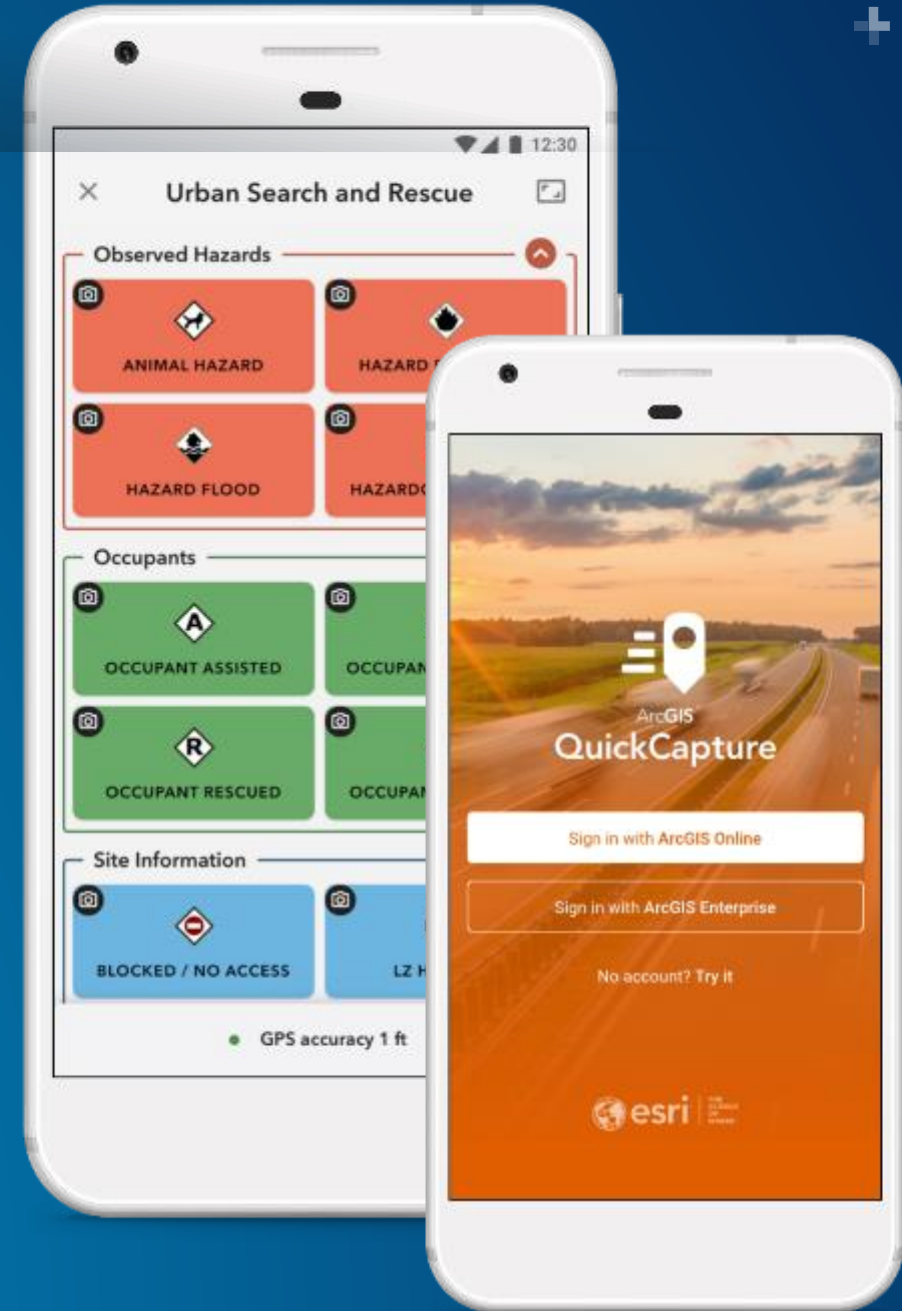 12:30
Urban Search and Rescue
Observed Hazards
ANIMAL HAZARD
HAZARD
HAZARD FLOOD
Occupants
A
OCCUPANT ASSISTED
R
OCCUPANT RESCUED
Site Information
BLOCKED / NO ACCESS
LZ
GPS accuracy 1 ft
ArcGIS
QuickCapture
Sign in with ArcGIS Online
Sign in with ArcGIS Enterprise
No account? Try it
esri